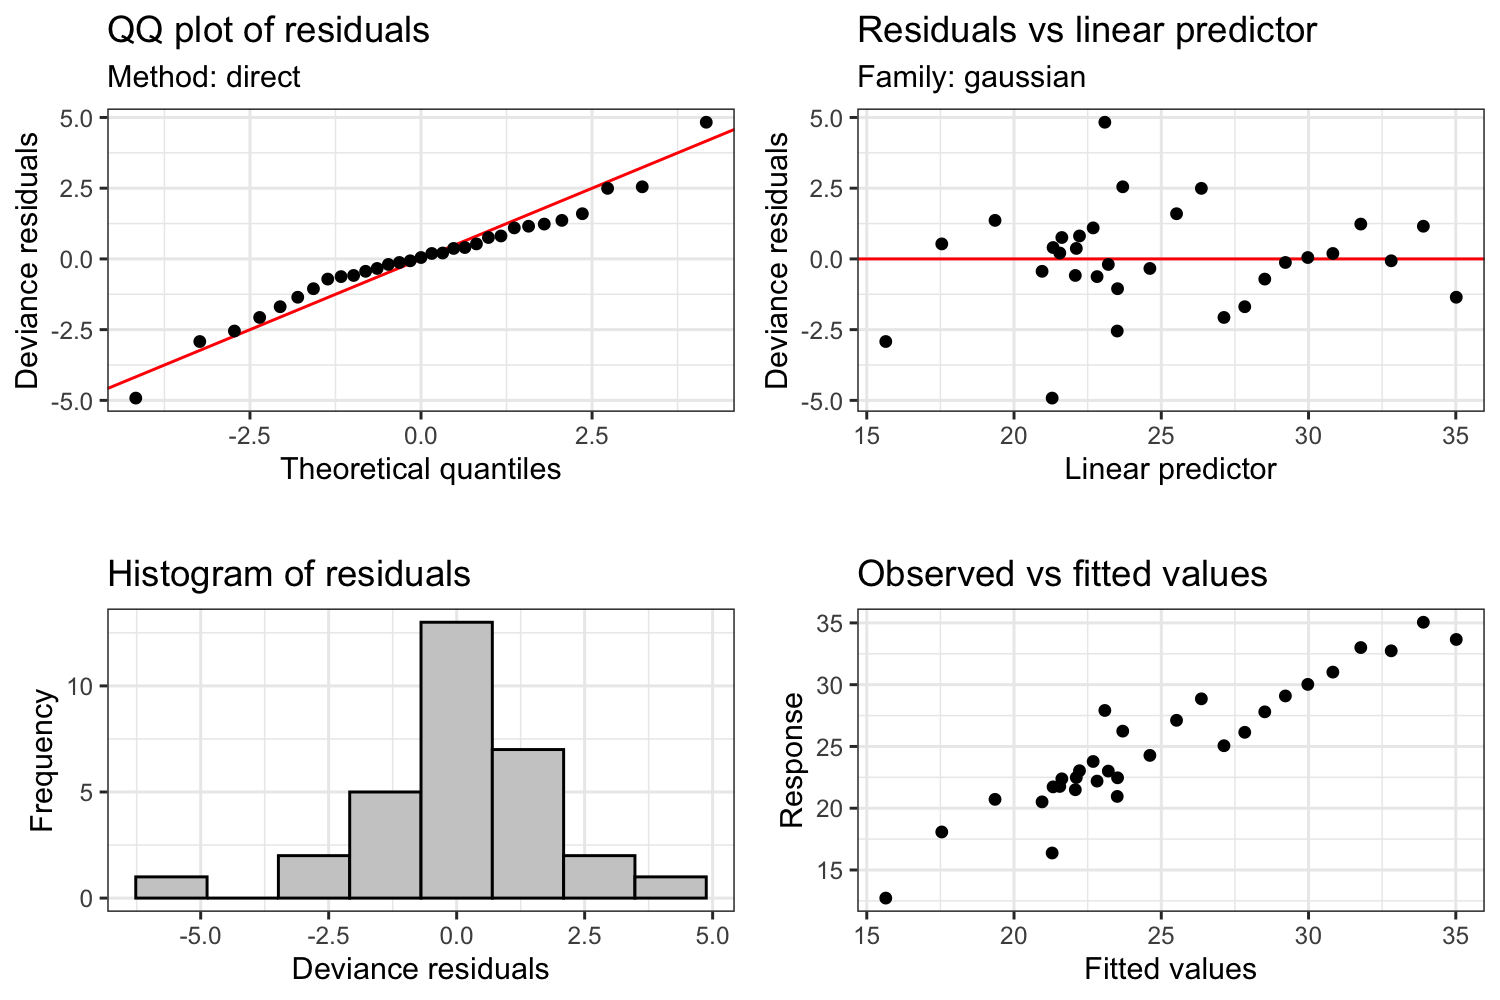 QQ plot of residuals
Method: direct
5.0
2.5
0.0
-2.5
-5.0
Deviance residuals
-2.5 0.0 2.5
Theoretical quantiles
Residuals vs linear predictor
Family: gaussian
5.0
2.5
0.0
-2.5
-5.0
Deviance residuals
15 20 25 30 35
Linear predictor
Histogram of residuals
10
5
0
Frequency
-5.0 -2.5 0.0 2.5 5.0
Deviance residuals
Observed vs fitted values
35
30
25
20
15
Response
15 20 25 30 35
Fitted values